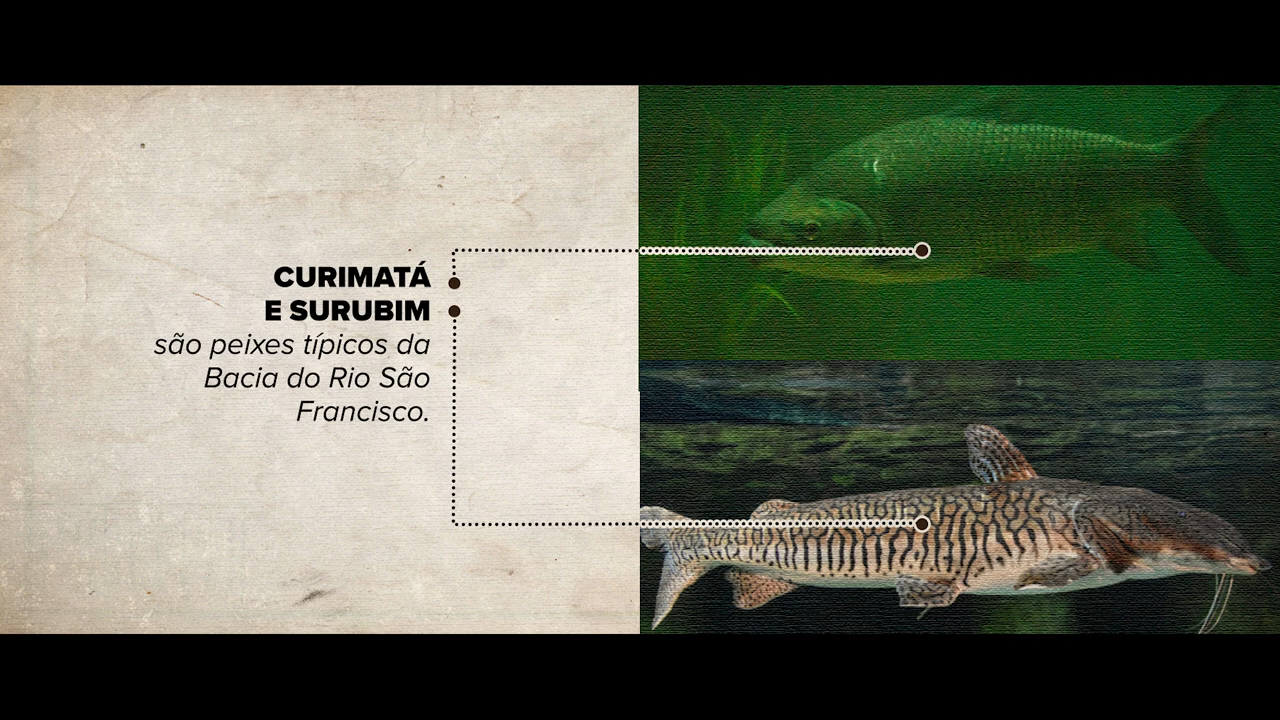 CURIMATÁ
E SURUBIM
são peixes típicos da
Bacia do Rio São
Francisco.